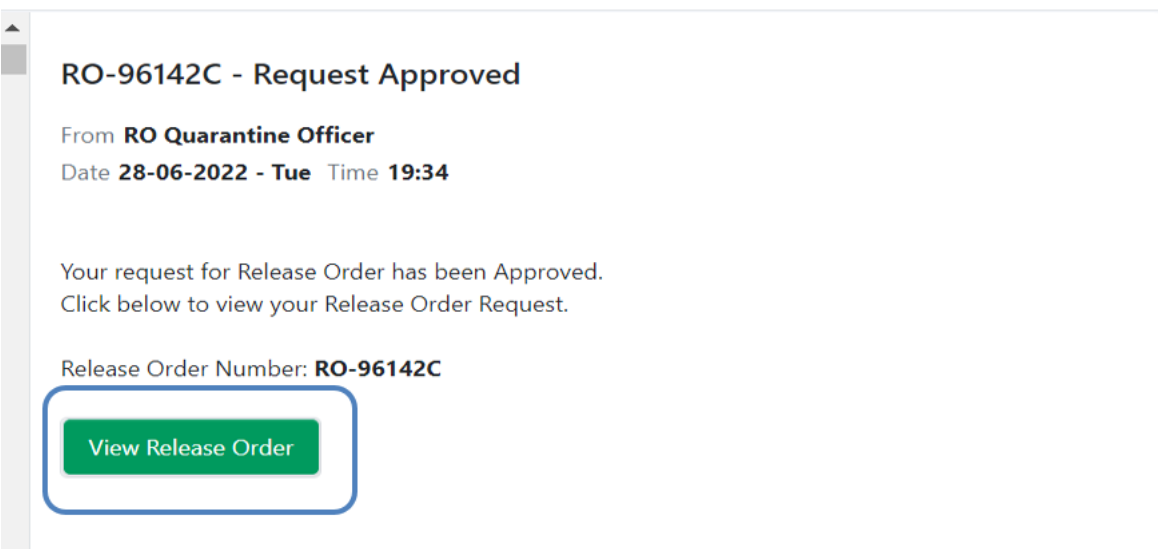 RO-96142C - Request Approved
From RO Quarantine Officer
Date 28-06-2022 - Tue Time 19:34
Your request for Release Order has been Approved.
Click below to view your Release Order Request.
Release Order Number: RO-96142C
View Release Order